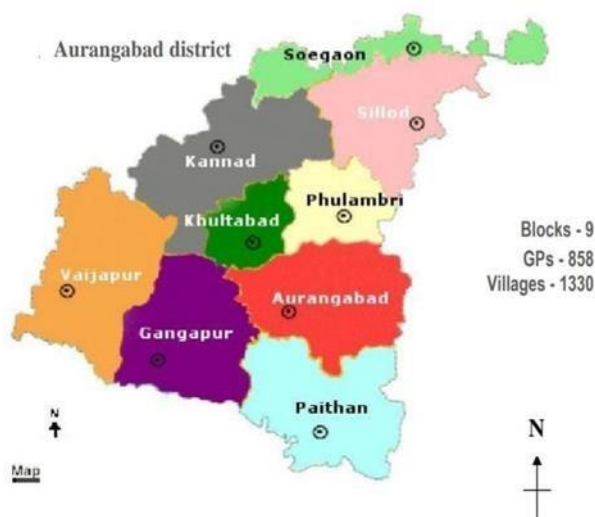 Aurangabad district
Soegaon
Sillod
Kannad
Phulambri
Khultabad
Blocks - 9
GPs - 858
Villages - 1330
Vaijapur
Aurangabad
Gangapur
Paithan
N
N
Map